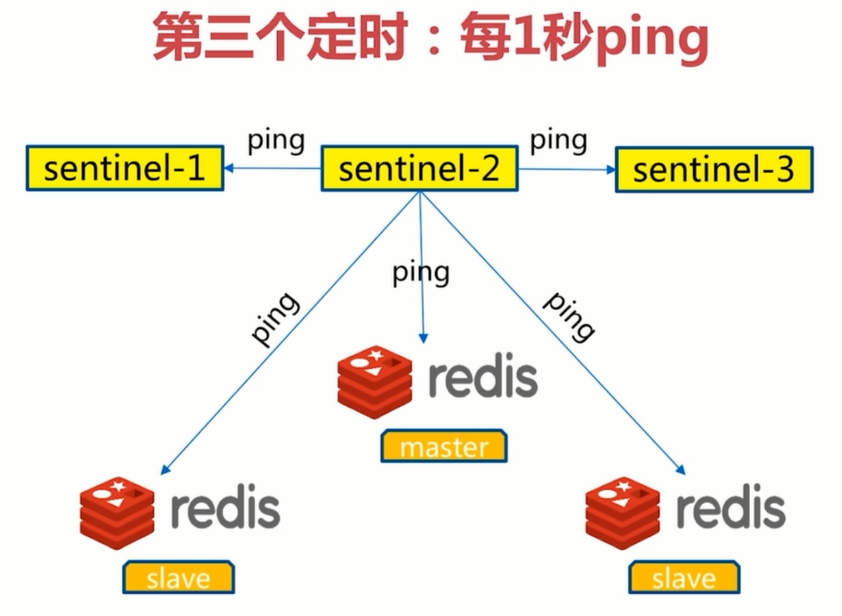 第三个定时：每1秒ping
ping
ping
sentinel-1
sentinel-2
sentinel-3
ping
ping
ping
redis
master
redis
redis
slave
slave